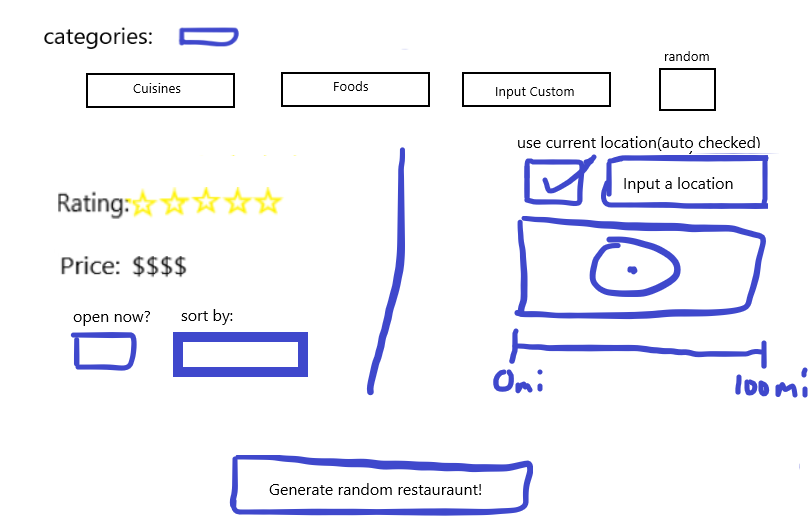 categories:
random
Cuisines
Foods
Input Custom
use current location(auto checked)
Input a location
Rating:
Price: $$$$
open now?
sort by:
0mi
100mi
Generate random restauraunt!